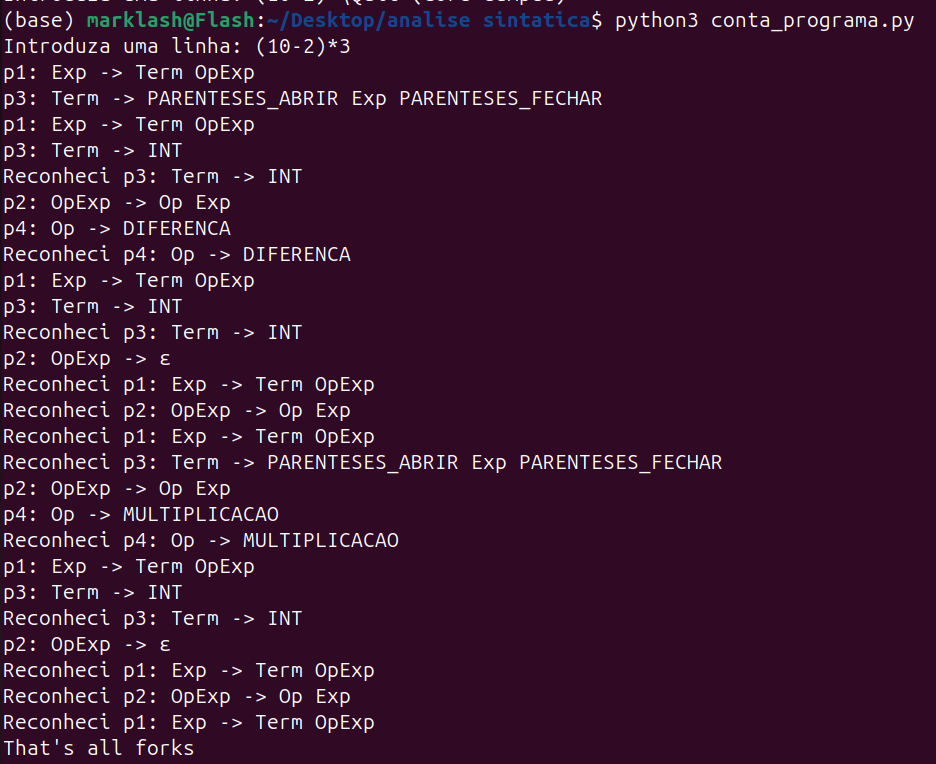 (base) marklash@Flash:~/Desktop/analise sintatica$ python3 conta_programa.py
Introduza uma linha: (10-2)*3
p1: Exp -> Term OpExp
p3: Term -> PARENTESES_ABRIR Exp PARENTESES_FECHAR
p1: Exp -> Term OpExp
p3: Term -> INT
Reconheci p3: Term -> INT
p2: OpExp -> Op Exp
p4: Op -> DIFERENCA
Reconheci p4: Op -> DIFERENCA
p1: Exp -> Term OpExp
p3: Term -> INT
Reconheci p3: Term -> INT
p2: OpExp -> ε
Reconheci p1: Exp -> Term OpExp
Reconheci p2: OpExp -> Op Exp
Reconheci p1: Exp -> Term OpExp
Reconheci p3: Term -> PARENTESES_ABRIR Exp PARENTESES_FECHAR
p2: OpExp -> Op Exp
p4: Op -> MULTIPLICACAO
Reconheci p4: Op -> MULTIPLICACAO
p1: Exp -> Term OpExp
p3: Term -> INT
Reconheci p3: Term -> INT
p2: OpExp -> ε
Reconheci p1: Exp -> Term OpExp
Reconheci p2: OpExp -> Op Exp
Reconheci p1: Exp -> Term OpExp
That's all forks